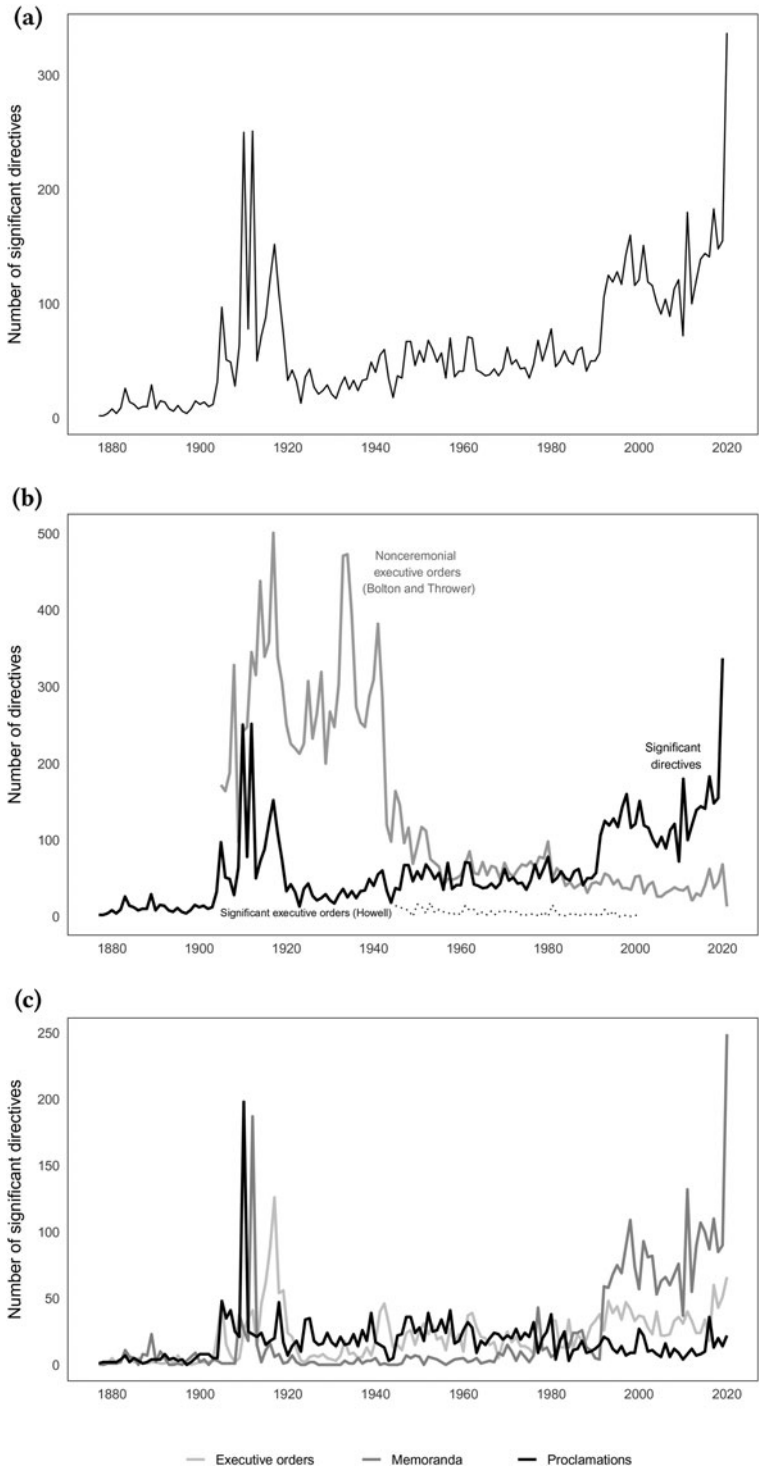 (a)
Number of significant directives
300
200
100
0
1880 1900 1920 1940 1960 1980 2000 2020
(b)
Number of directives
500
400
300
200
100
0
Nonceremonial
executive orders
(Bolton and Thrower)
Significant
directives
Significant executive orders (Howell)
1880 1900 1920 1940 1960 1980 2000 2020
(c)
Number of significant directives
250
200
150
100
50
0
1880 1900 1920 1940 1960 1980 2000 2020
Executive orders Memoranda Proclamations